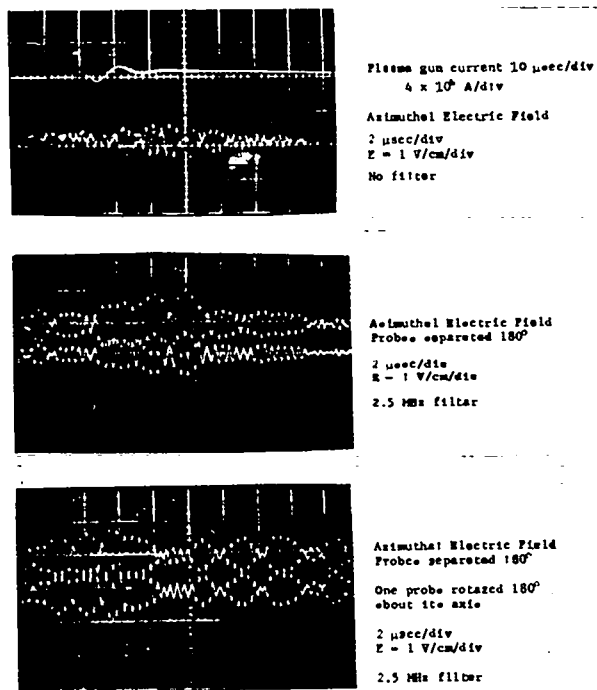 Plasma gun current 10 μsec/div
4 x 10⁴ A/div
Azimuthal Electric Field
2 μsec/div
E = 1 V/cm/div
No filter
Azimuthal Electric Field
Probes separated 180°
2 μsec/div
E = 1 V/cm/div
2.5 MHz filter
Azimuthal Electric Field
Probes separated 180°
One probe rotated 180°
about its axis
2 μsec/div
E = 1 V/cm/div
2.5 MHz filter